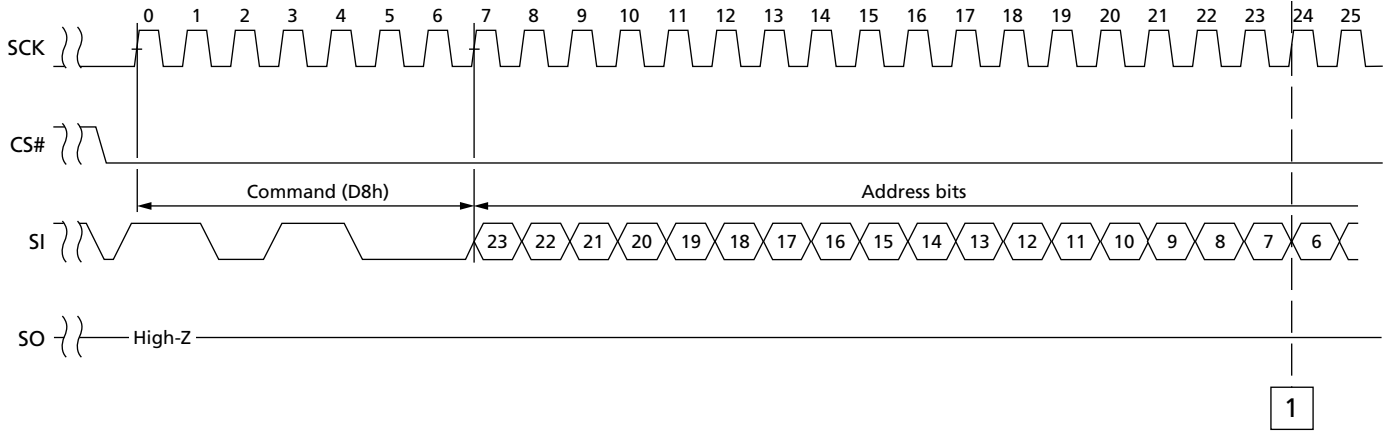 0 1 2 3 4 5 6 7 8 9 10 11 12 13 14 15 16 17 18 19 20 21 22 23 24 25
SCK
CS#
Command (D8h) Address bits
SI 23 22 21 20 19 18 17 16 15 14 13 12 11 10 9 8 7 6
SO High-Z
1